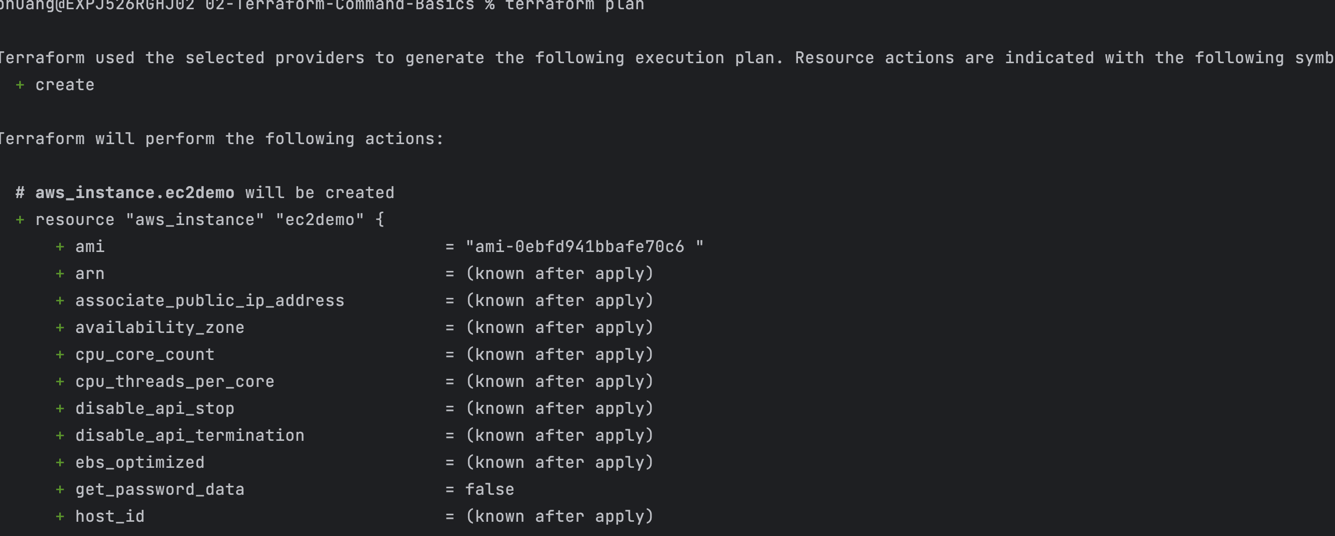 phuang@EXPJ526RGHJ02 02-Terraform-Command-Basics % terraform plan
Terraform used the selected providers to generate the following execution plan. Resource actions are indicated with the following symb
+ create
Terraform will perform the following actions:
# aws_instance.ec2demo will be created
+ resource "aws_instance" "ec2demo" {
+ ami = "ami-0ebfd941bbafe70c6 "
+ arn = (known after apply)
+ associate_public_ip_address = (known after apply)
+ availability_zone = (known after apply)
+ cpu_core_count = (known after apply)
+ cpu_threads_per_core = (known after apply)
+ disable_api_stop = (known after apply)
+ disable_api_termination = (known after apply)
+ ebs_optimized = (known after apply)
+ get_password_data = false
+ host_id = (known after apply)